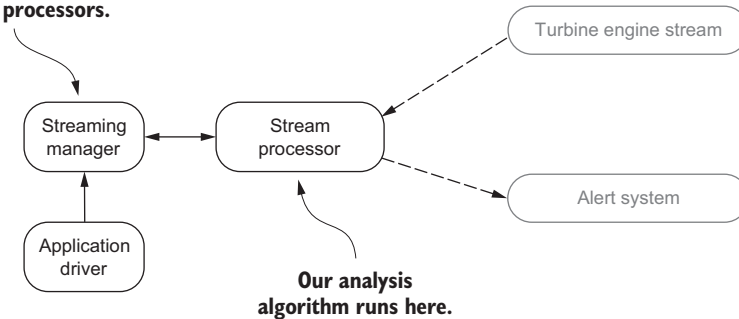 processors.
Turbine engine stream
Streaming
manager
Stream
processor
Alert system
Application
driver
Our analysis
algorithm runs here.